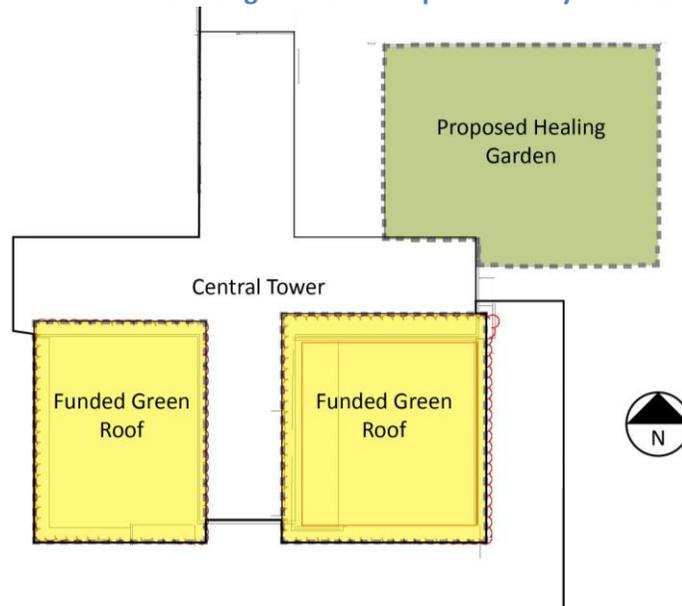 Proposed Healing
Garden
Central Tower
Funded Green
Roof
Funded Green
Roof
N